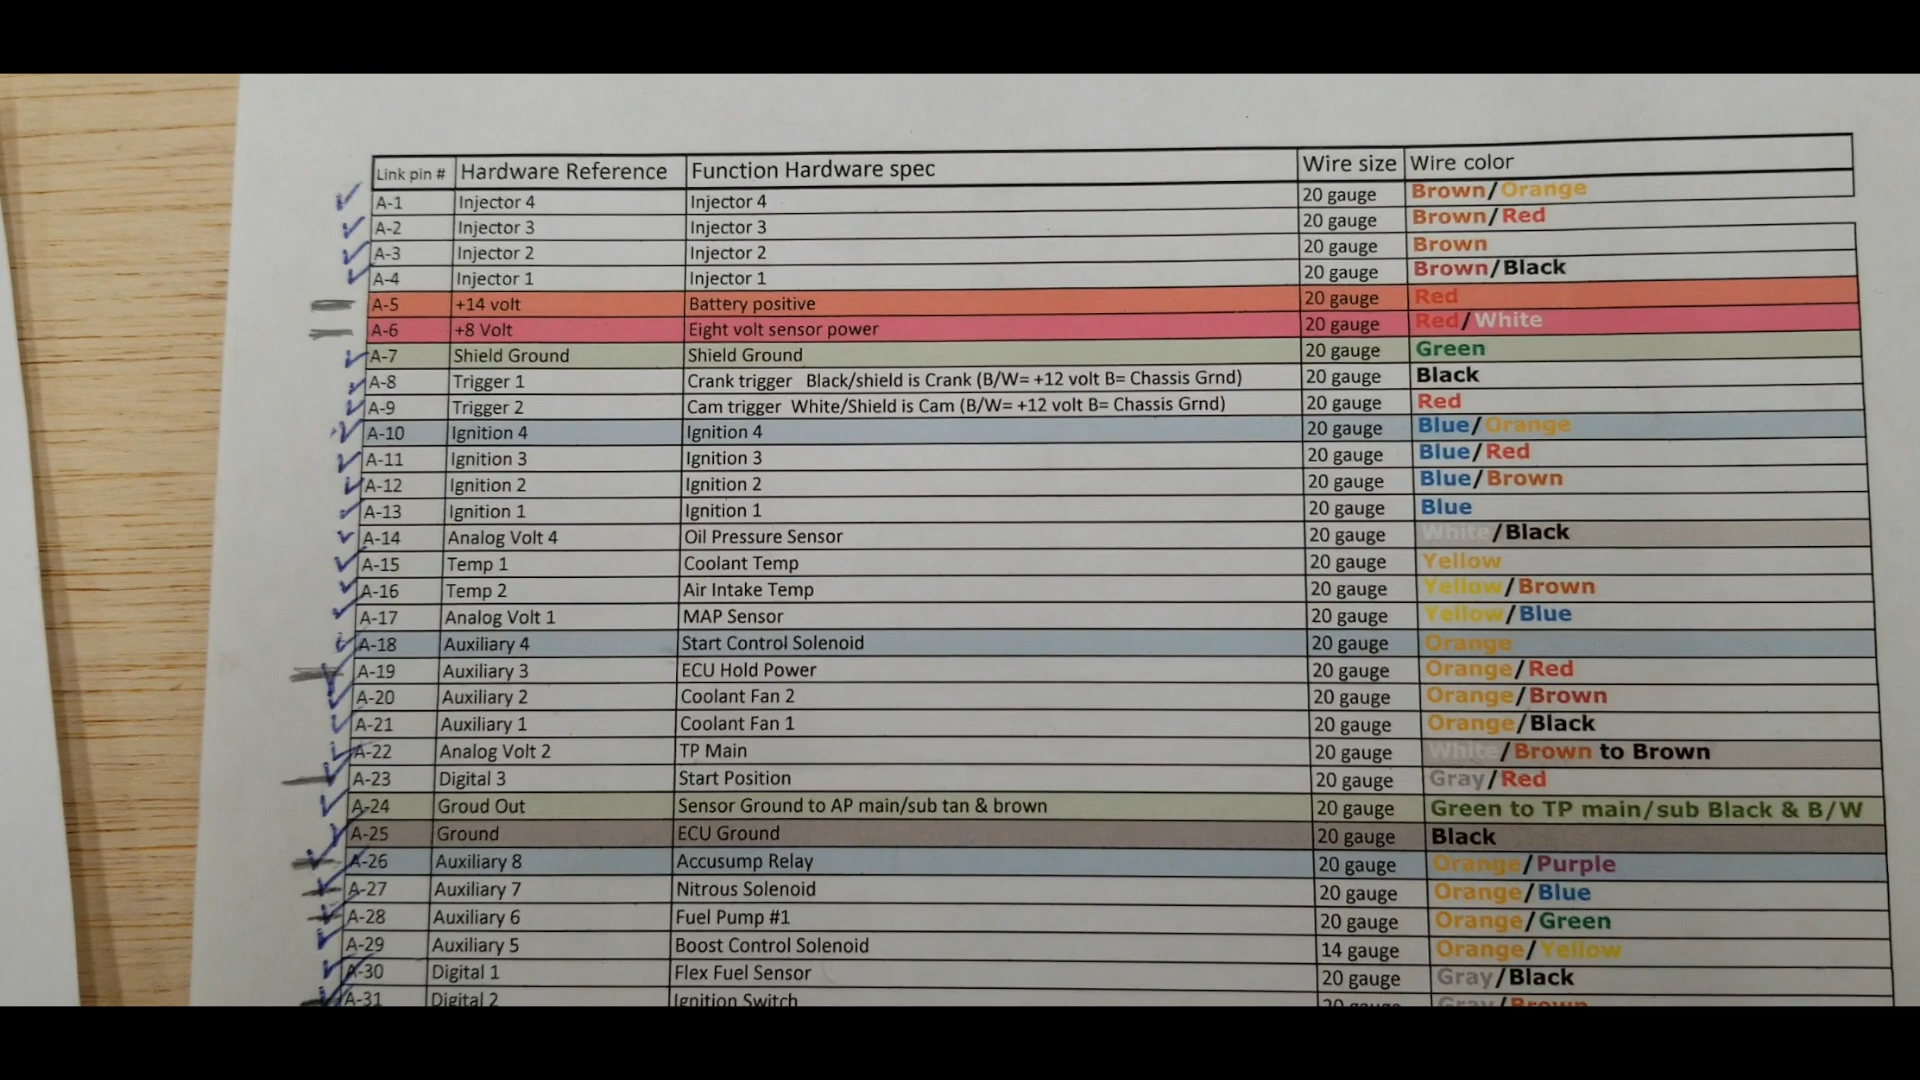 Link pin # Hardware Reference Function Hardware spec Wire size Wire color
A-1 Injector 4 Injector 4 20 gauge Brown/Orange
A-2 Injector 3 Injector 3 20 gauge Brown/Red
A-3 Injector 2 Injector 2 20 gauge Brown
A-4 Injector 1 Injector 1 20 gauge Brown/Black
A-5 +14 volt Battery positive 20 gauge Red
A-6 +8 Volt Eight volt sensor power 20 gauge Red/White
A-7 Shield Ground Shield Ground 20 gauge Green
A-8 Trigger 1 Crank trigger Black/shield is Crank (B/W= +12 volt B= Chassis Grnd) 20 gauge Black
A-9 Trigger 2 Cam trigger White/Shield is Cam (B/W= +12 volt B= Chassis Grnd) 20 gauge Red
A-10 Ignition 4 Ignition 4 20 gauge Blue/Orange
A-11 Ignition 3 Ignition 3 20 gauge Blue/Red
A-12 Ignition 2 Ignition 2 20 gauge Blue/Brown
A-13 Ignition 1 Ignition 1 20 gauge Blue
A-14 Analog Volt 4 Oil Pressure Sensor 20 gauge White/Black
A-15 Temp 1 Coolant Temp 20 gauge Yellow
A-16 Temp 2 Air Intake Temp 20 gauge Yellow/Brown
A-17 Analog Volt 1 MAP Sensor 20 gauge Yellow/Blue
A-18 Auxiliary 4 Start Control Solenoid 20 gauge Orange
A-19 Auxiliary 3 ECU Hold Power 20 gauge Orange/Red
A-20 Auxiliary 2 Coolant Fan 2 20 gauge Orange/Brown
A-21 Auxiliary 1 Coolant Fan 1 20 gauge Orange/Black
A-22 Analog Volt 2 TP Main 20 gauge White/Brown to Brown
A-23 Digital 3 Start Position 20 gauge Gray/Red
A-24 Groud Out Sensor Ground to AP main/sub tan & brown 20 gauge Green to TP main/sub Black & B/W
A-25 Ground ECU Ground 20 gauge Black
A-26 Auxiliary 8 Accusump Relay 20 gauge Orange/Purple
A-27 Auxiliary 7 Nitrous Solenoid 20 gauge Orange/Blue
A-28 Auxiliary 6 Fuel Pump #1 20 gauge Orange/Green
A-29 Auxiliary 5 Boost Control Solenoid 14 gauge Orange/Yellow
A-30 Digital 1 Flex Fuel Sensor 20 gauge Gray/Black
A-31 Digital 2 Ignition Switch 20 gauge Gray/Brown